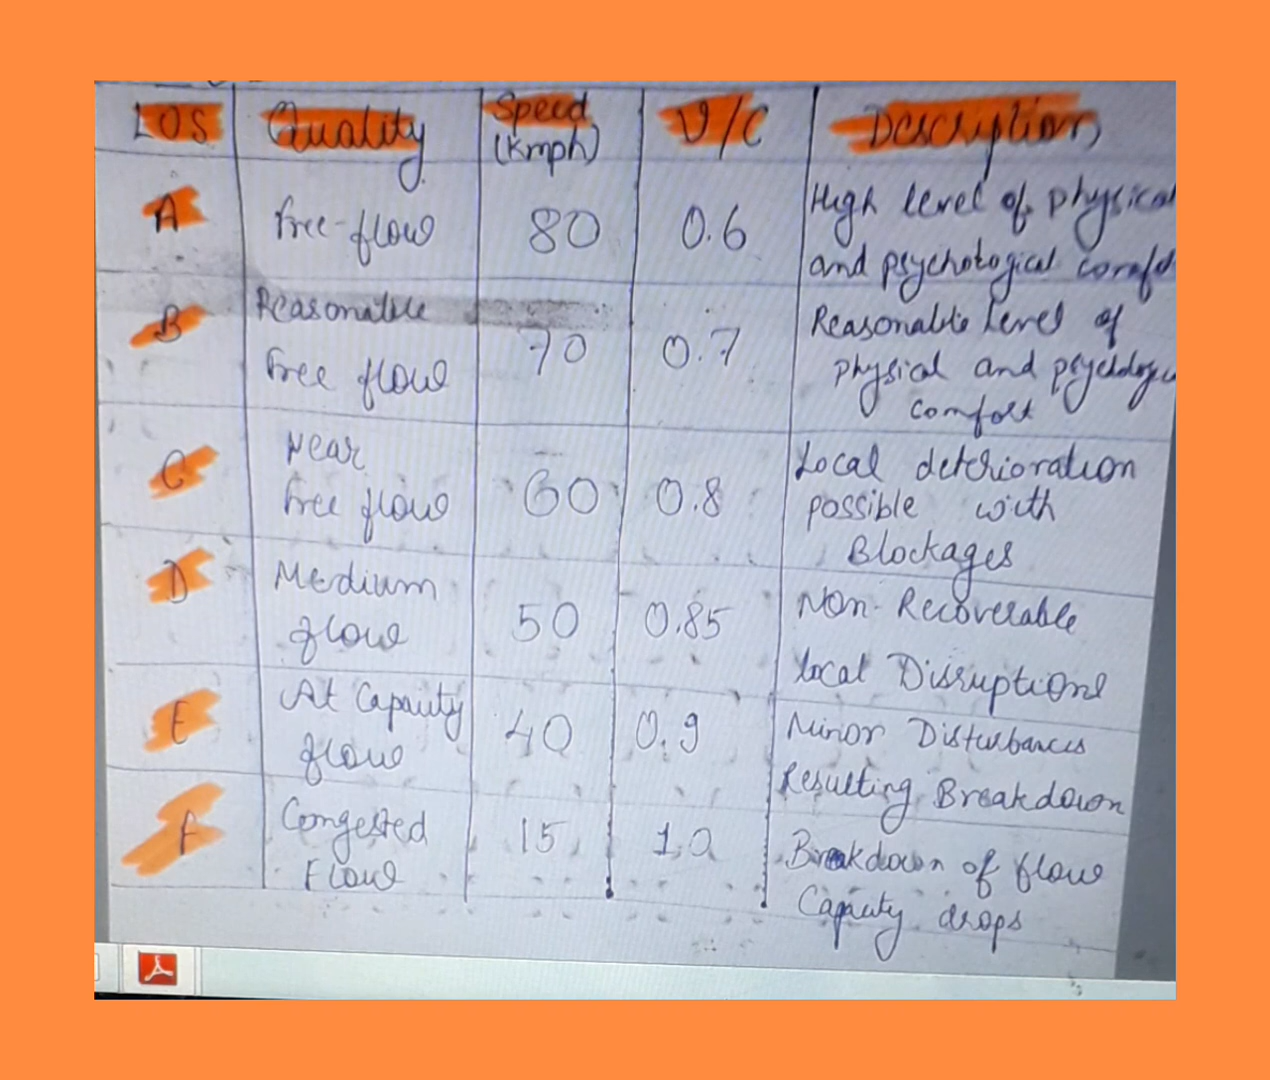 LOS Quality Speed (Kmph) V/C Description
A Free-flow 80 0.6 High level of physical
and psychological
B Reasonable
Free flow 70 0.7 Reasonable level of
physical and
comfort
C Near
Free flow 60 0.8 Local deterioration
possible with
Blockages
D Medium
flow 50 0.85 Non-Recoverable
local Disruptions
E At Capacity
flow 40 0.9 Minor Disturbances
Resulting Breakdown
F Congested
Flow 15 1.0 Breakdown of flow
Capacity drops